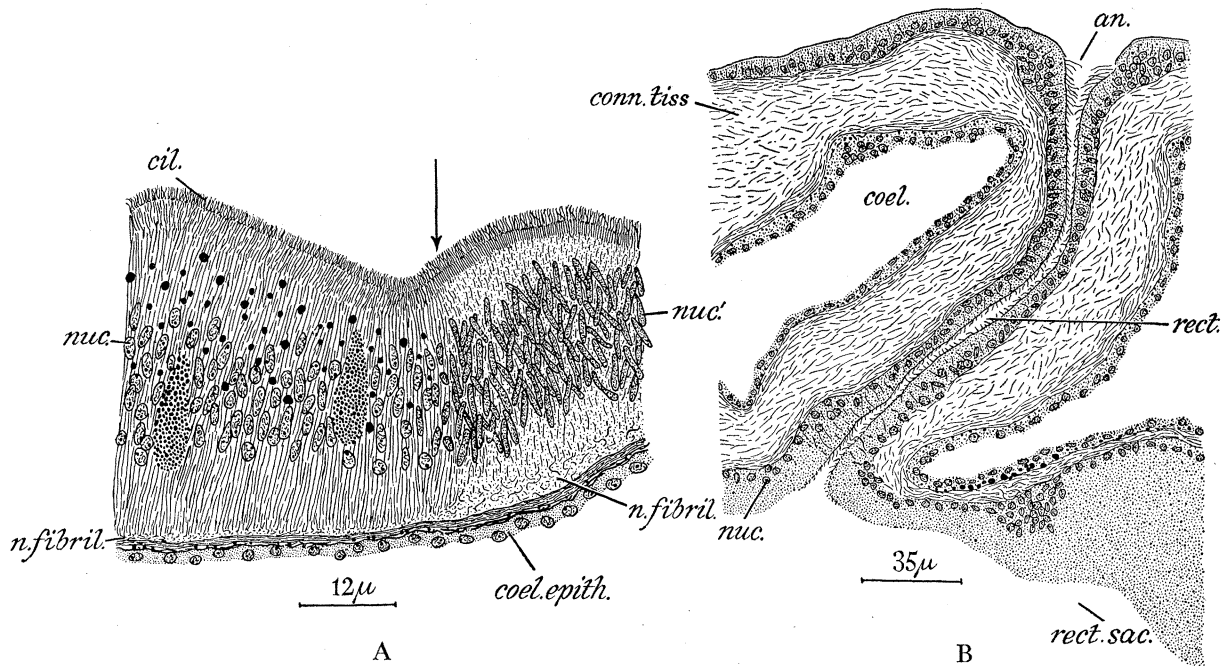 cil.
nuc.
n.fibril.
12μ
nuc.'
n.fibril.
coel.epith.
A
an.
conn.tiss
coel.
rect.
nuc.
35μ
rect.sac.
B